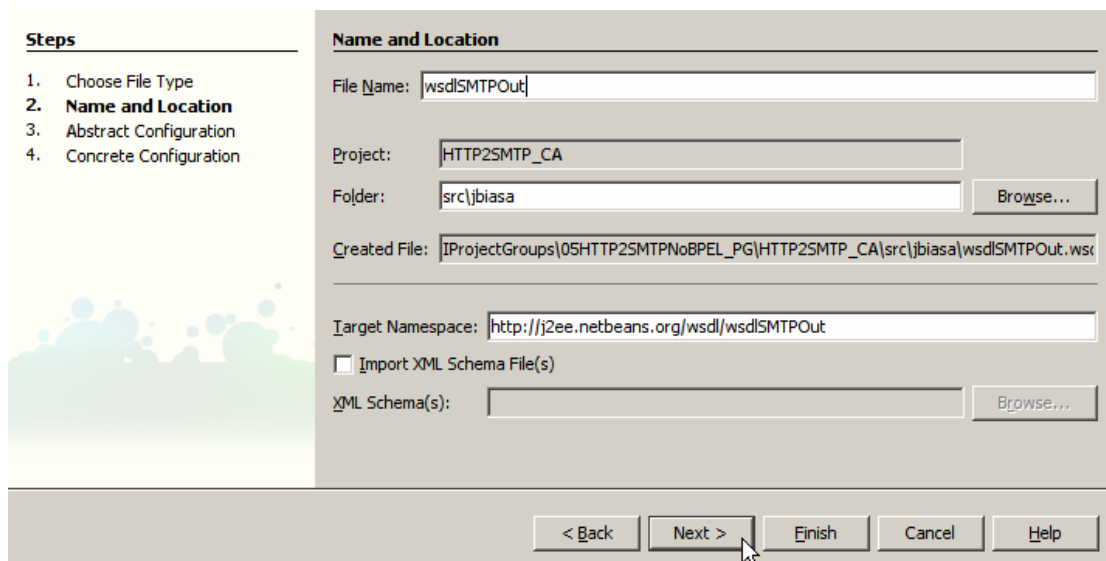 Steps
1. Choose File Type
2. Name and Location
3. Abstract Configuration
4. Concrete Configuration
Name and Location
File Name: wsdlSMTPOut
Project: HTTP2SMTP_CA
Folder: src\jbiasa Browse...
Created File: IProjectGroups\05HTTP2SMTPNoBPEL_PG\HTTP2SMTP_CA\src\jbiasa\wsdlSMTPOut.wsd
Target Namespace: http://j2ee.netbeans.org/wsdl/wsdlSMTPOut
Import XML Schema File(s)
XML Schema(s): Browse...
< Back Next > Finish Cancel Help